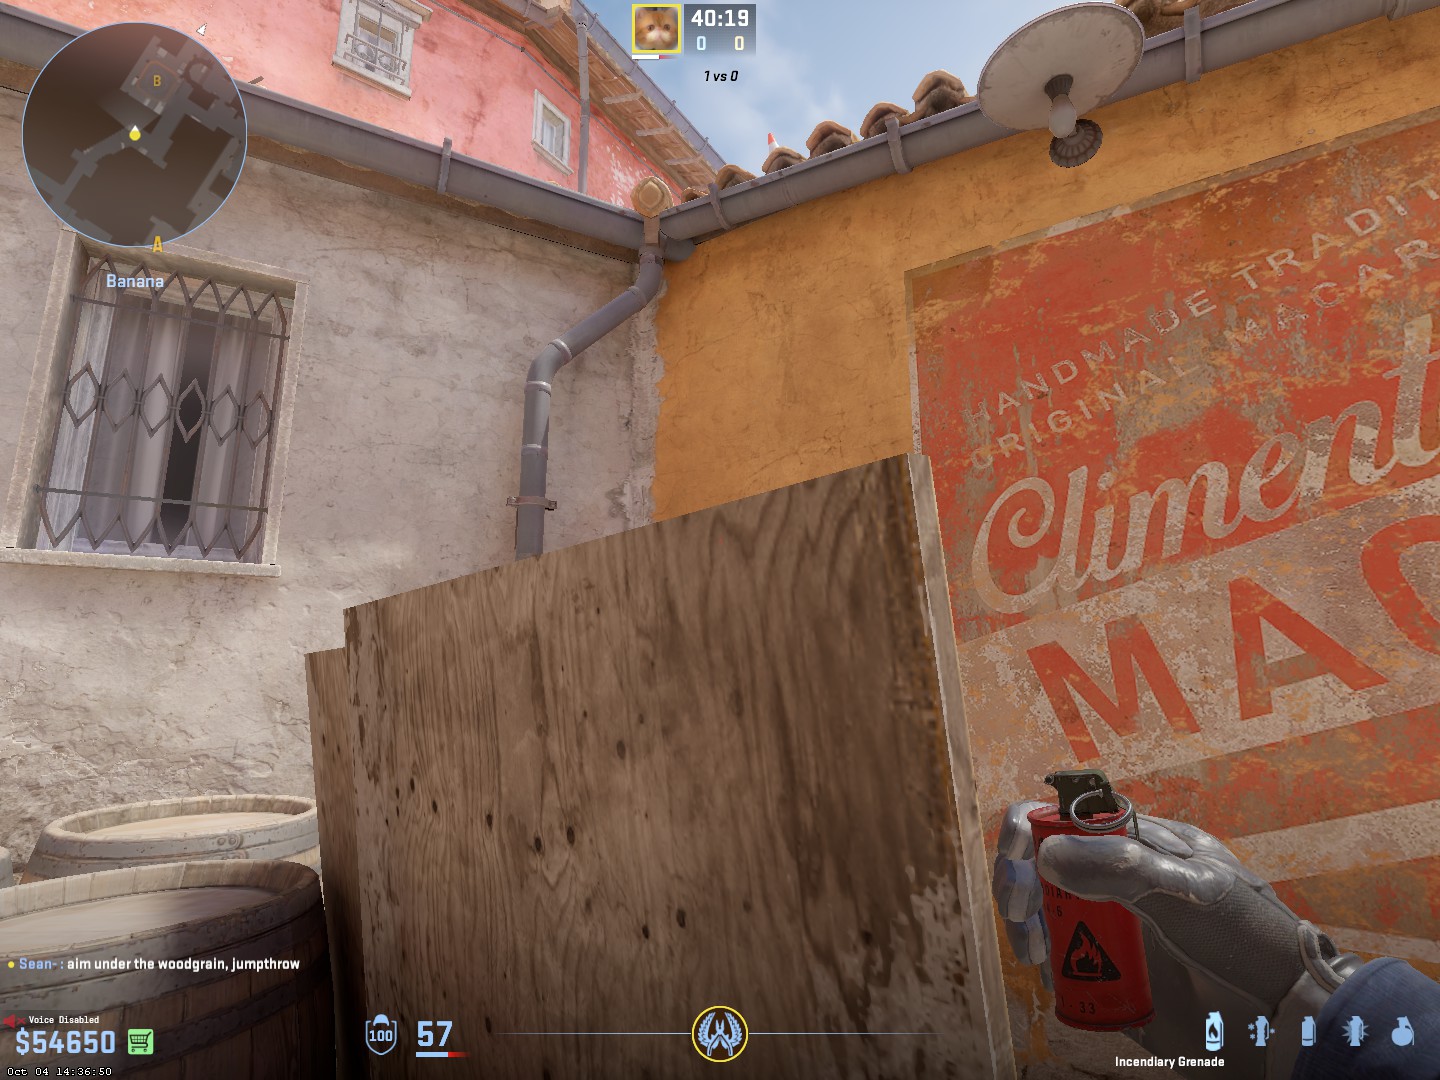 40:19
0 0
1 vs 0
B
A
Banana
HANDMADE TRADIT
ORIGINAL MACAR
Climent
MAC
Sean- : aim under the woodgrain, jumpthrow
Voice Disabled
$54650
100
57
Incendiary Grenade
Oct 04 14:36:50